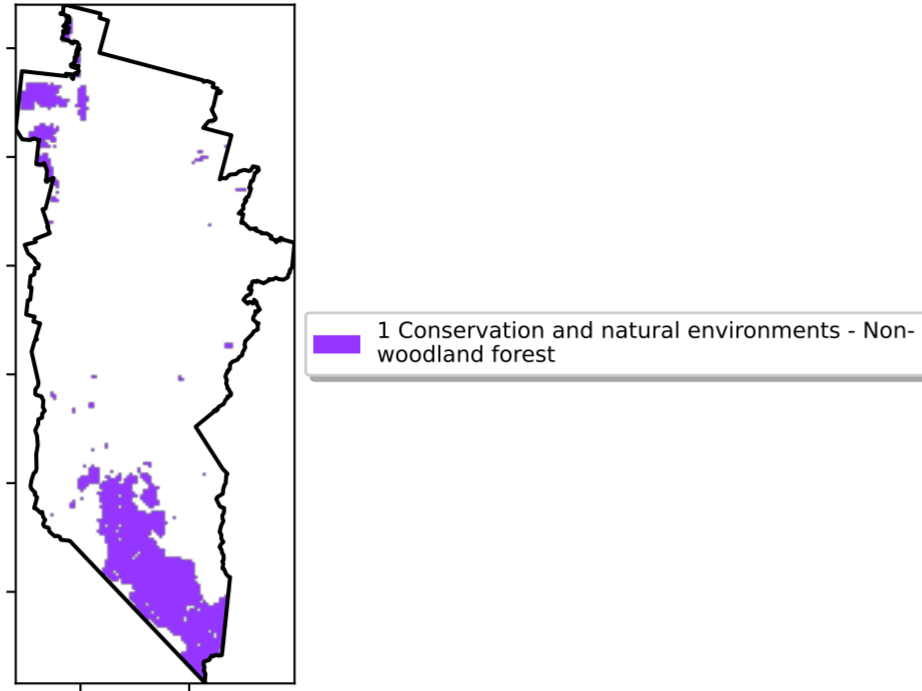 1 Conservation and natural environments - Non-
woodland forest